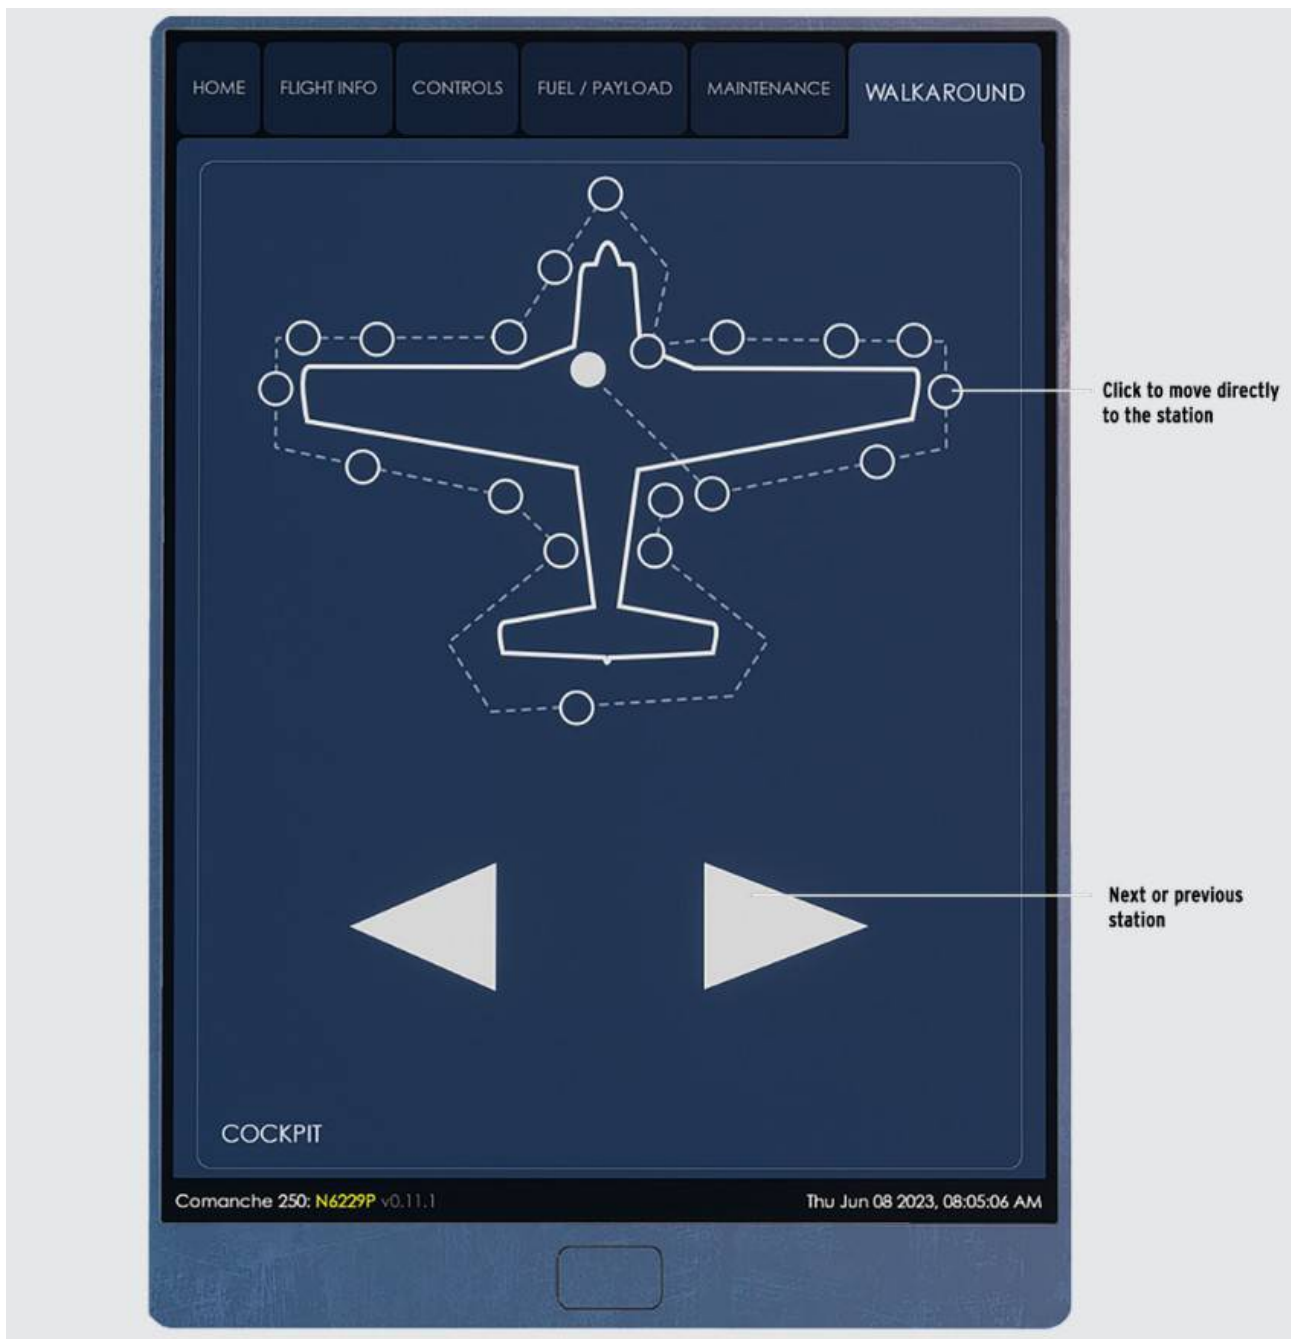 HOME
FLIGHT INFO
CONTROLS
FUEL / PAYLOAD
MAINTENANCE
WALKAROUND
Click to move directly
to the station
Next or previous
station
COCKPIT
Comanche 250: N6229P v0.11.1
Thu Jun 08 2023, 08:05:06 AM